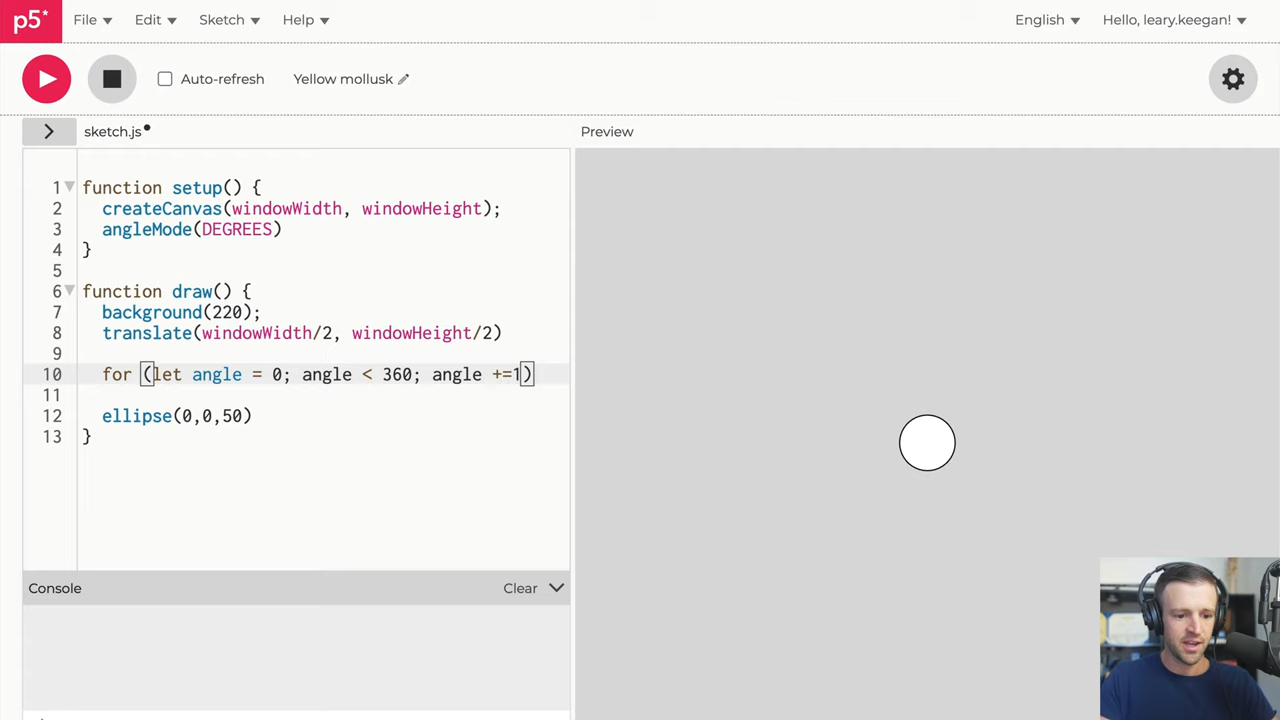 p5* File Edit Sketch Help English Hello, leary.keegan!
Auto-refresh Yellow mollusk
sketch.js Preview
1 function setup() {
2 createCanvas(windowWidth, windowHeight);
3 angleMode(DEGREES)
4 }
5
6 function draw() {
7 background(220);
8 translate(windowWidth/2, windowHeight/2)
9
10 for (let angle = 0; angle < 360; angle +=1)
11
12 ellipse(0,0,50)
13 }
Console Clear